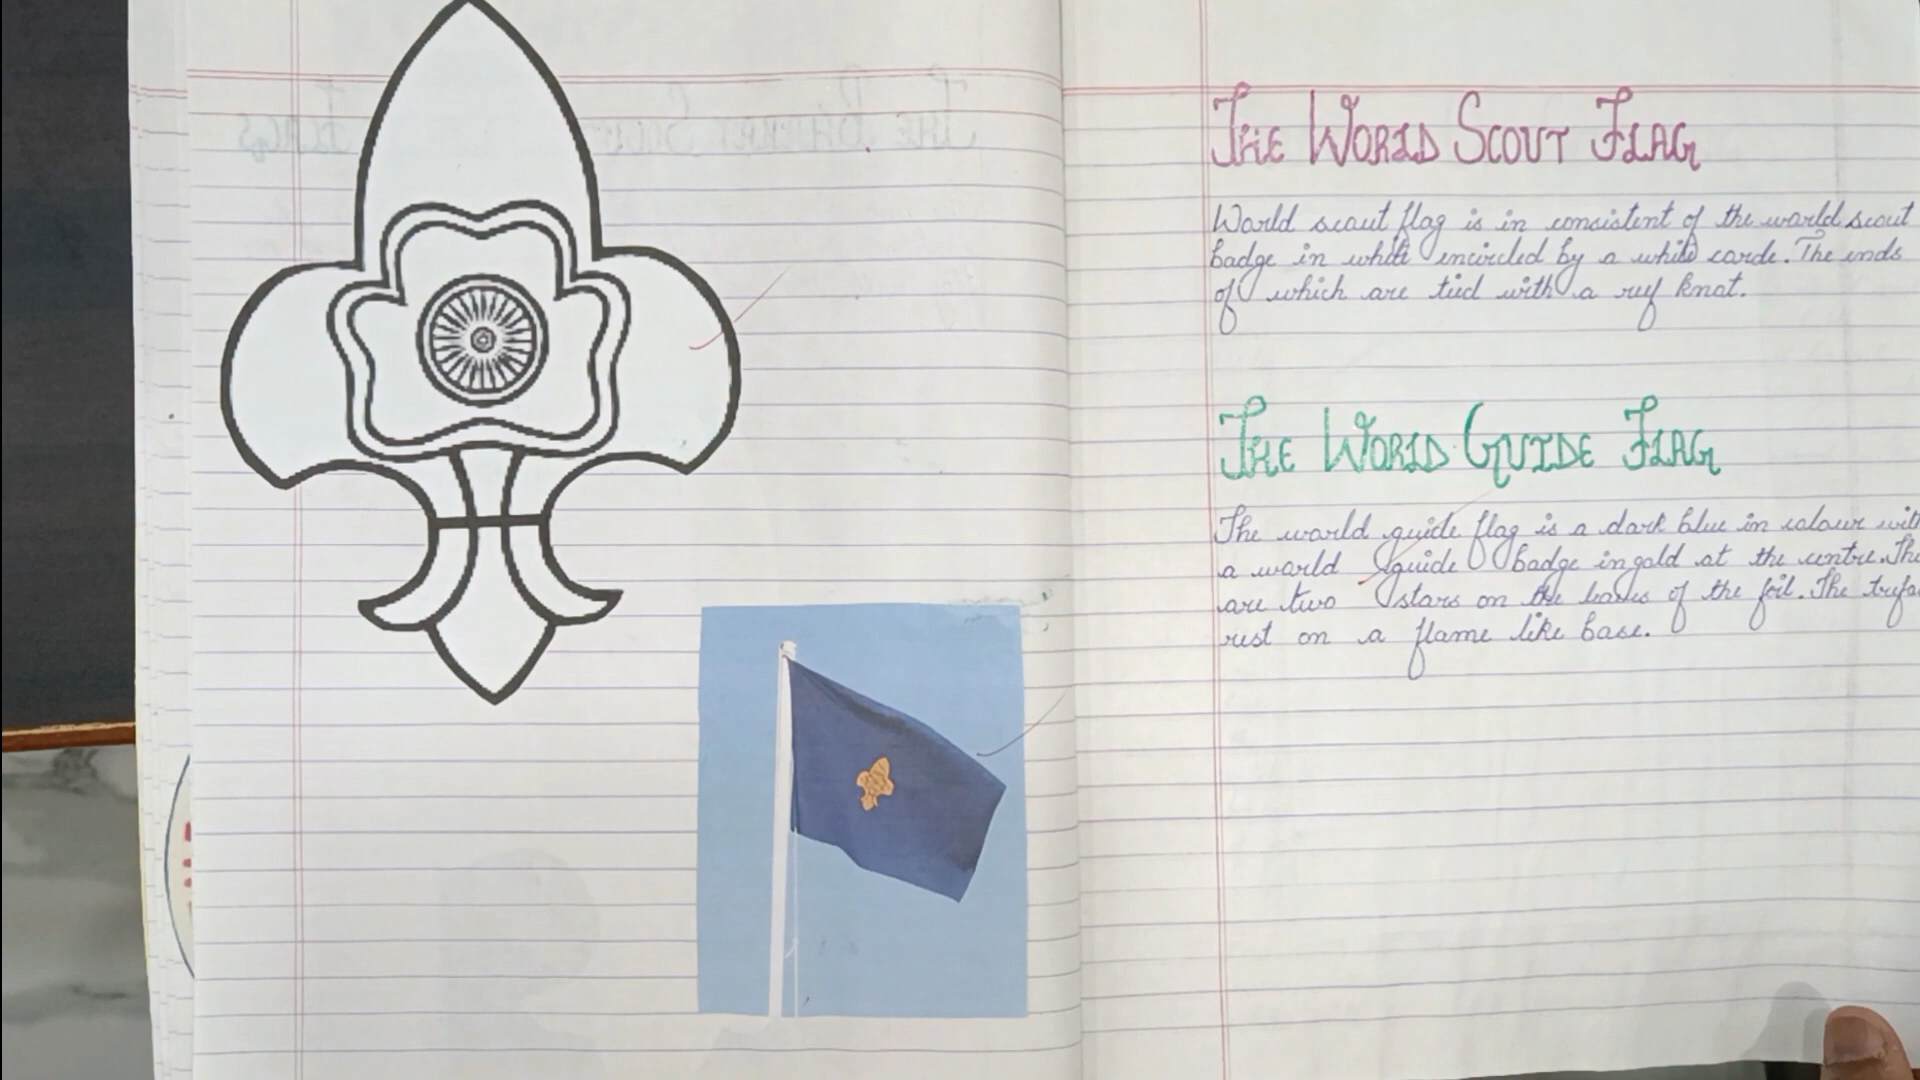 THE WORLD SCOUT FLAG
World scout flag is in consistent of the world scout
badge in white encircled by a white carde. The ends
of which are tied with a ruf knot.
THE WORLD GUIDE FLAG
The world guide flag is a dark blue in colour
a world guide badge in gold at the centre.
are two stars on the leaves of the foil. The
rest on a flame like base.